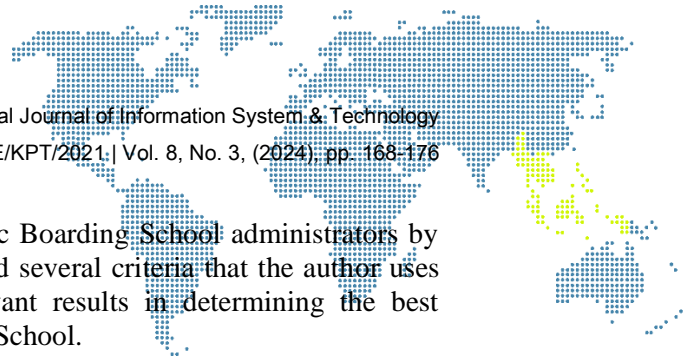 al Journal of Information System & Technology
E/KPT/2021 | Vol. 8, No. 3, (2024), pp. 168-176
c Boarding School administrators by
d several criteria that the author uses
vant results in determining the best
School.